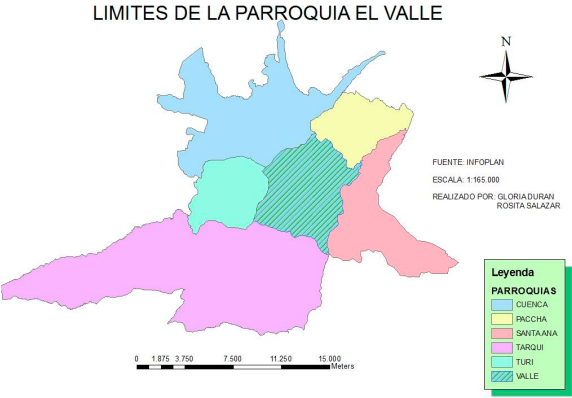 LIMITES DE LA PARROQUIA EL VALLE
N
FUENTE: INFOPLAN
ESCALA: 1:165.000
REALIZADO POR: GLORIA DURAN
ROSITA SALAZAR
Leyenda
PARROQUIAS
CUENCA
PACCHA
SANTA ANA
TARQUI
TURI
VALLE
0 1.875 3.750 7.500 11.250 15.000
Meters